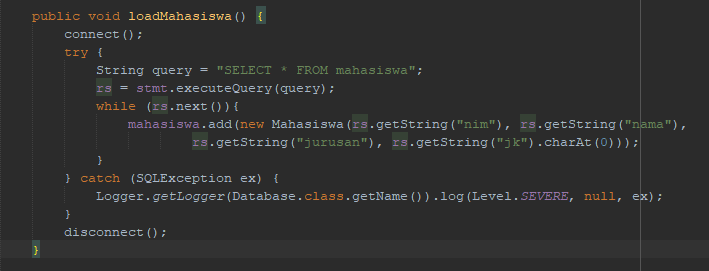 public void loadMahasiswa() {
connect();
try {
String query = "SELECT * FROM mahasiswa";
rs = stmt.executeQuery(query);
while (rs.next()){
mahasiswa.add(new Mahasiswa(rs.getString("nim"), rs.getString("nama"),
rs.getString("jurusan"), rs.getString("jk").charAt(0)));
}
} catch (SQLException ex) {
Logger.getLogger(Database.class.getName()).log(Level.SEVERE, null, ex);
}
disconnect();
}